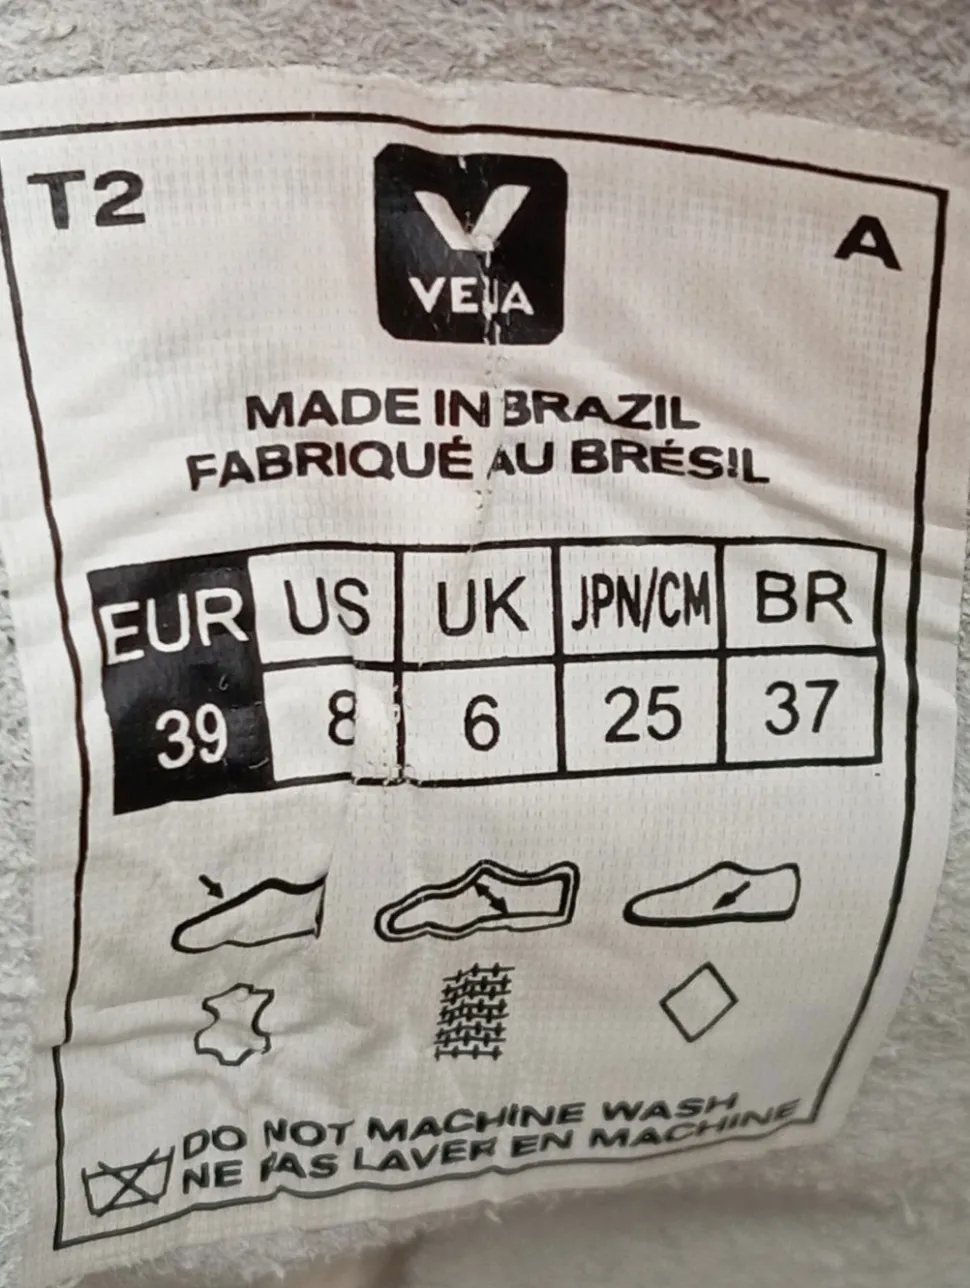 T2
VEJA
A
MADE IN BRAZIL
FABRIQUÉ AU BRÉSIL
EUR US UK JPN/CM BR
39 8 6 25 37
DO NOT MACHINE WASH
NE PAS LAVER EN MACHINE